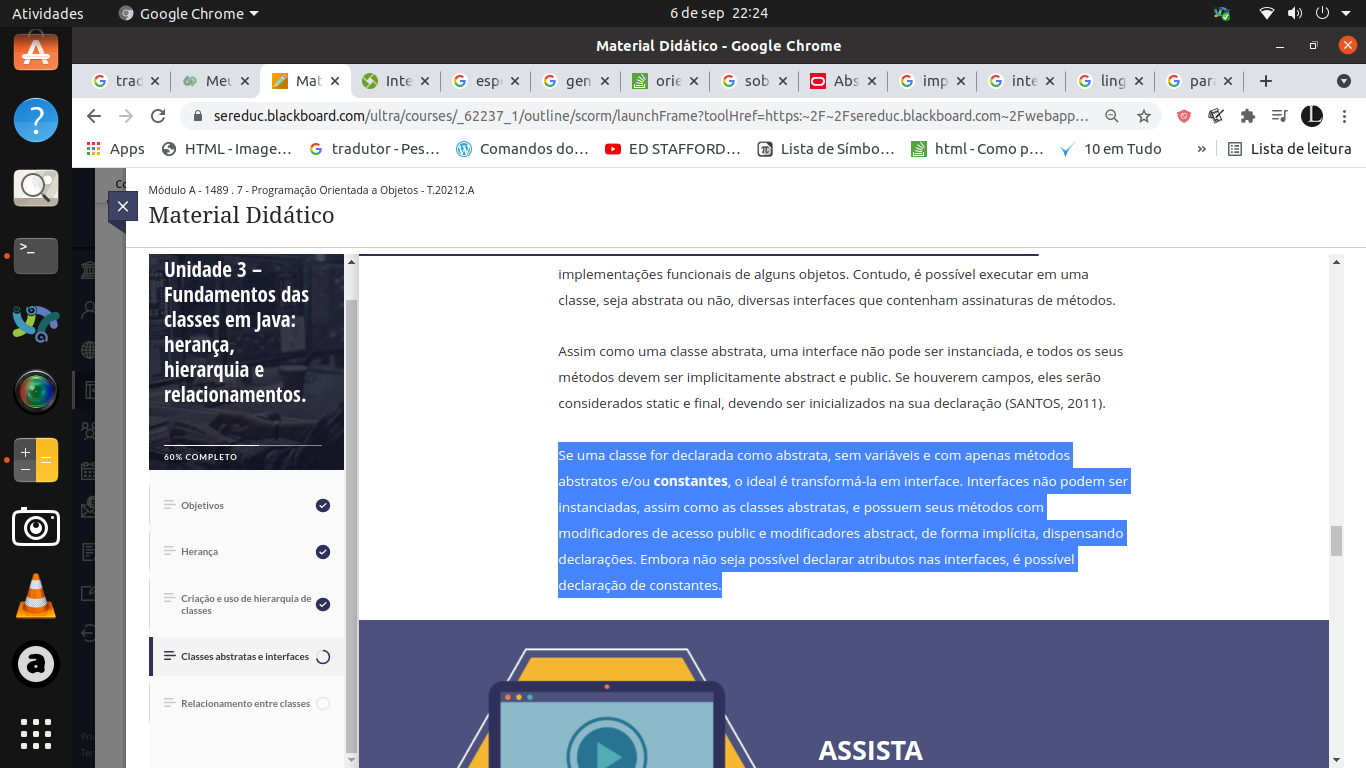 Atividades
Google Chrome
6 de sep 22:24
Material Didático - Google Chrome
trad
Meu
Mat
Inte
esp
gen
orie
sob
Abs
imp
inte
ling
par
sereduc.blackboard.com/ultra/courses/_62237_1/outline/scorm/launchFrame?toolHref=https:~2F~2Fsereduc.blackboard.com~2Fwebapp...
Apps
HTML - Image...
tradutor - Pes...
Comandos do...
ED STAFFORD...
Lista de Símbo...
html - Como p...
10 em Tudo
»
Lista de leitura
Módulo A - 1489 . 7 - Programação Orientada a Objetos - T.20212.A
Material Didático
Unidade 3 –
Fundamentos das
classes em Java:
herança,
hierarquia e
relacionamentos.
60% COMPLETO
Objetivos
Herança
Criação e uso de hierarquia de
classes
Classes abstratas e interfaces
Relacionamento entre classes
implementações funcionais de alguns objetos. Contudo, é possível executar em uma
classe, seja abstrata ou não, diversas interfaces que contenham assinaturas de métodos.
Assim como uma classe abstrata, uma interface não pode ser instanciada, e todos os seus
métodos devem ser implicitamente abstract e public. Se houverem campos, eles serão
considerados static e final, devendo ser inicializados na sua declaração (SANTOS, 2011).
Se uma classe for declarada como abstrata, sem variáveis e com apenas métodos
abstratos e/ou constantes, o ideal é transformá-la em interface. Interfaces não podem ser
instanciadas, assim como as classes abstratas, e possuem seus métodos com
modificadores de acesso public e modificadores abstract, de forma implícita, dispensando
declarações. Embora não seja possível declarar atributos nas interfaces, é possível
declaração de constantes.
ASSISTA